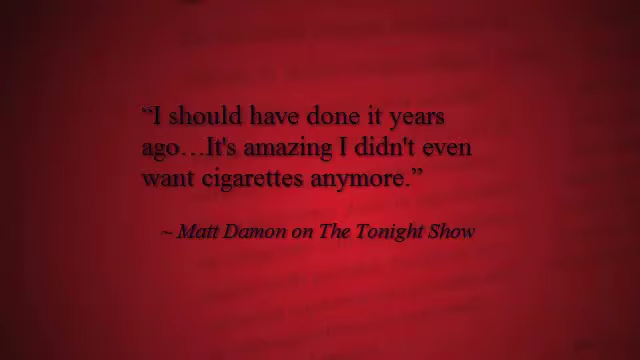 “I should have done it years
ago…It's amazing I didn't even
want cigarettes anymore.”
~ Matt Damon on The Tonight Show